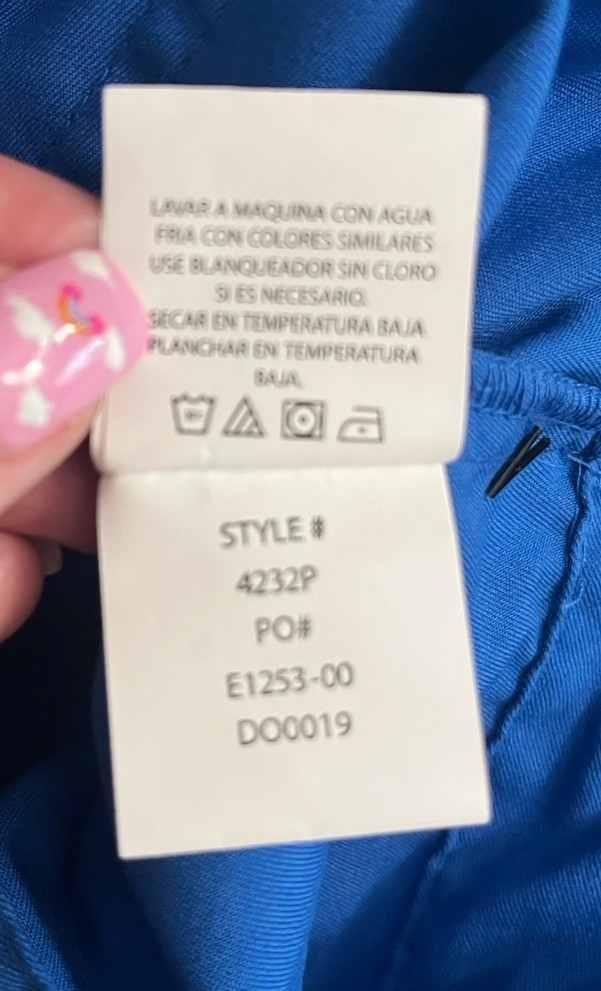 LAVAR A MAQUINA CON AGUA
FRIA CON COLORES SIMILARES
USE BLANQUEADOR SIN CLORO
SI ES NECESARIO.
SECAR EN TEMPERATURA BAJA
PLANCHAR EN TEMPERATURA
BAJA.
STYLE #
4232P
PO#
E1253-00
DO0019